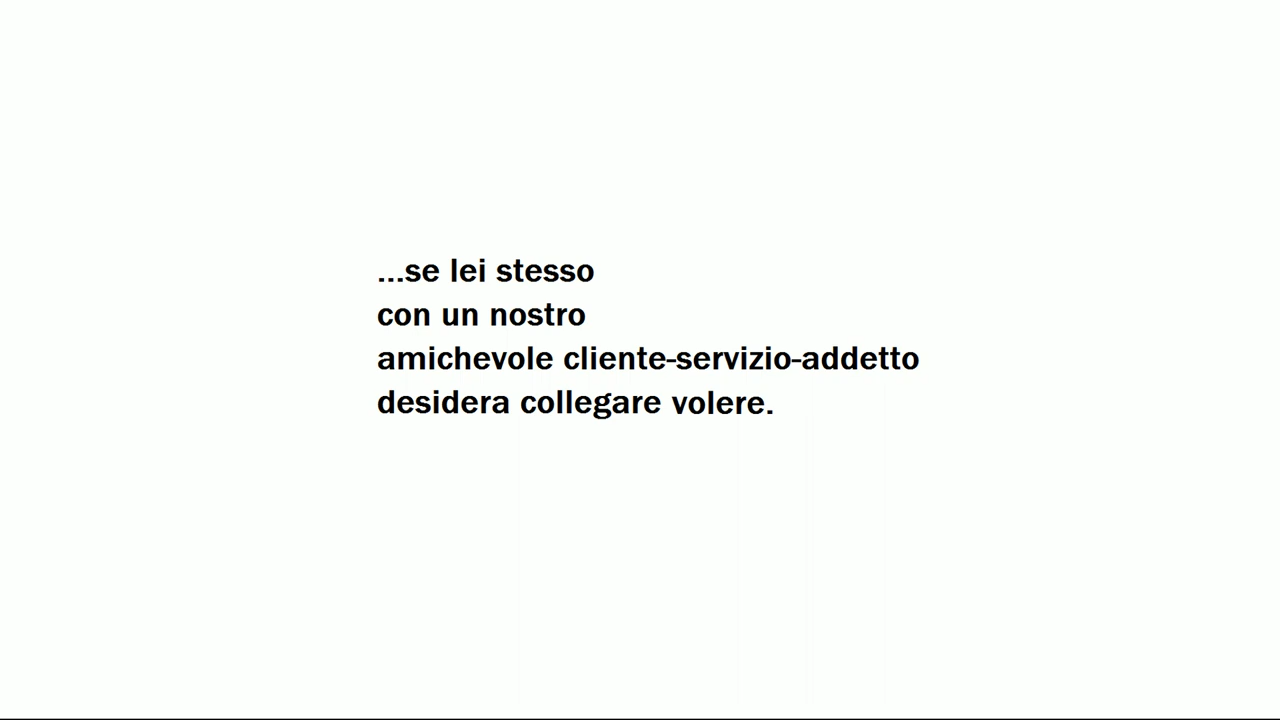 ...se lei stesso
con un nostro
amichevole cliente-servizio-addetto
desidera collegare volere.